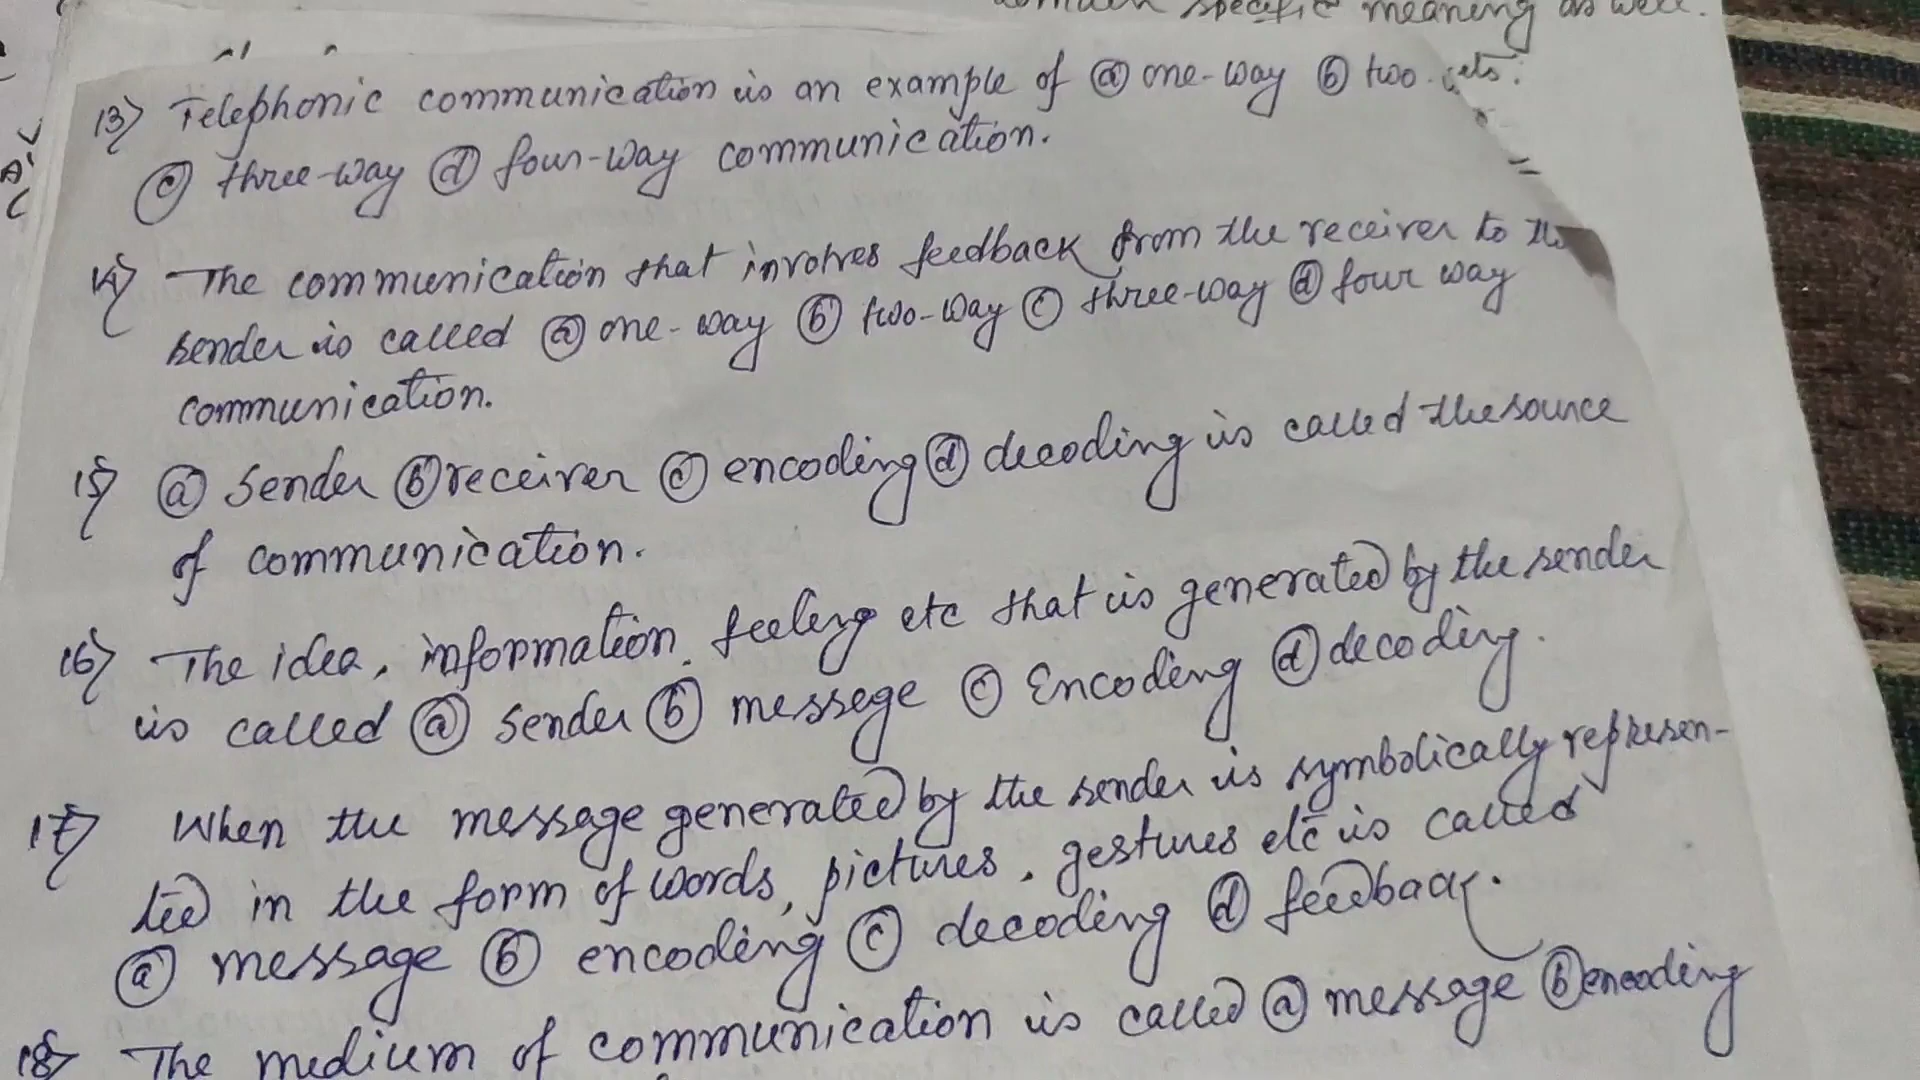 specific meaning as well.
13) Telephonic communication is an example of (a) one-way (b) two
(c) three-way (d) four-way communication.
14) The communication that involves feedback from the receiver to the
sender is called (a) one-way (b) two-way (c) three-way (d) four way
communication.
15) (a) Sender (b) receiver (c) encoding (d) decoding is called the source
of communication.
16) The idea, information, feeling etc that is generated by the sender
is called (a) Sender (b) messege (c) Encoding (d) decoding.
17) When the message generated by the sender is symbolically represen-
ted in the form of words, pictures, gestures etc is called
(a) message (b) encoding (c) decoding (d) feedback.
18) The medium of communication is called (a) message (b) encoding